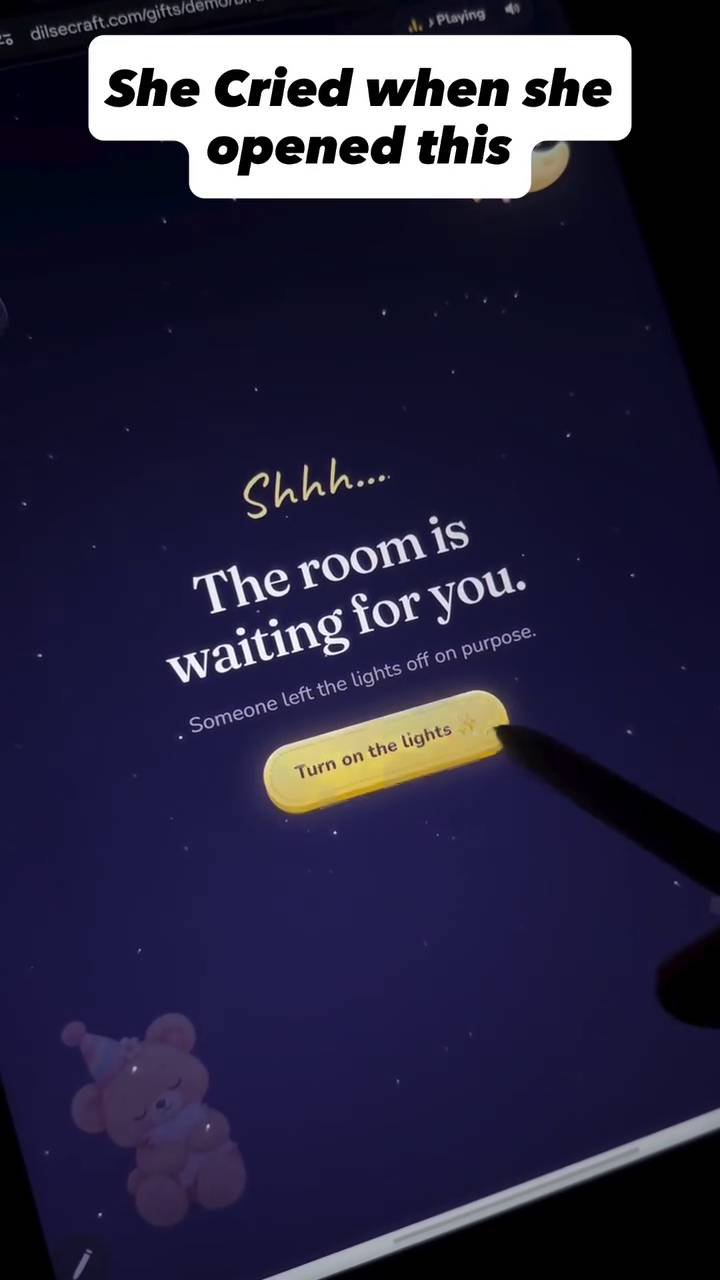 dilsecraft.com/gifts/demo
Playing
She Cried when she
opened this
Shhh...
The room is
waiting for you.
Someone left the lights off on purpose.
Turn on the lights ✨